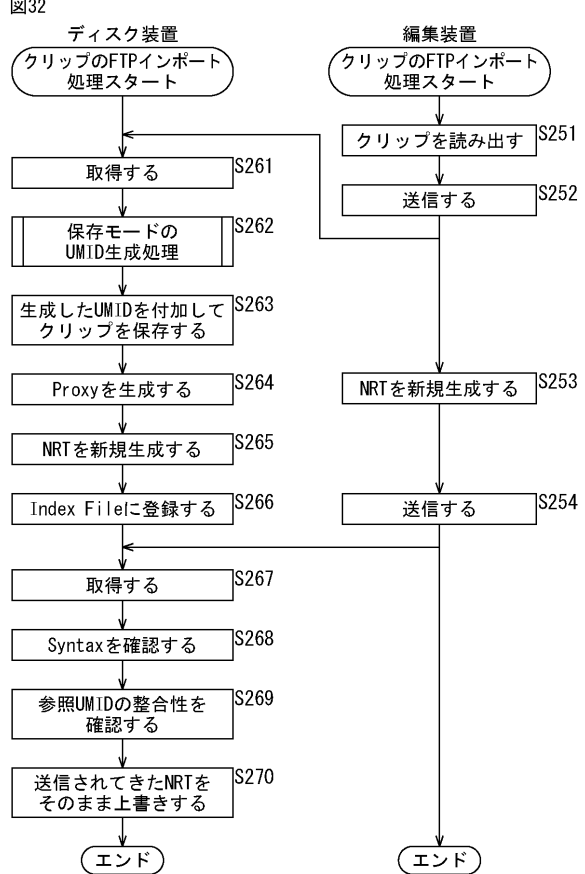 図32
ディスク装置
クリップのFTPインポート
処理スタート
取得する
S261
保存モードの
UMID生成処理
S262
生成したUMIDを付加して
クリップを保存する
S263
Proxyを生成する
S264
NRTを新規生成する
S265
Index Fileに登録する
S266
取得する
S267
Syntaxを確認する
S268
参照UMIDの整合性を
確認する
S269
送信されてきたNRTを
そのまま上書きする
S270
エンド
編集装置
クリップのFTPインポート
処理スタート
クリップを読み出す
S251
送信する
S252
NRTを新規生成する
S253
送信する
S254
エンド